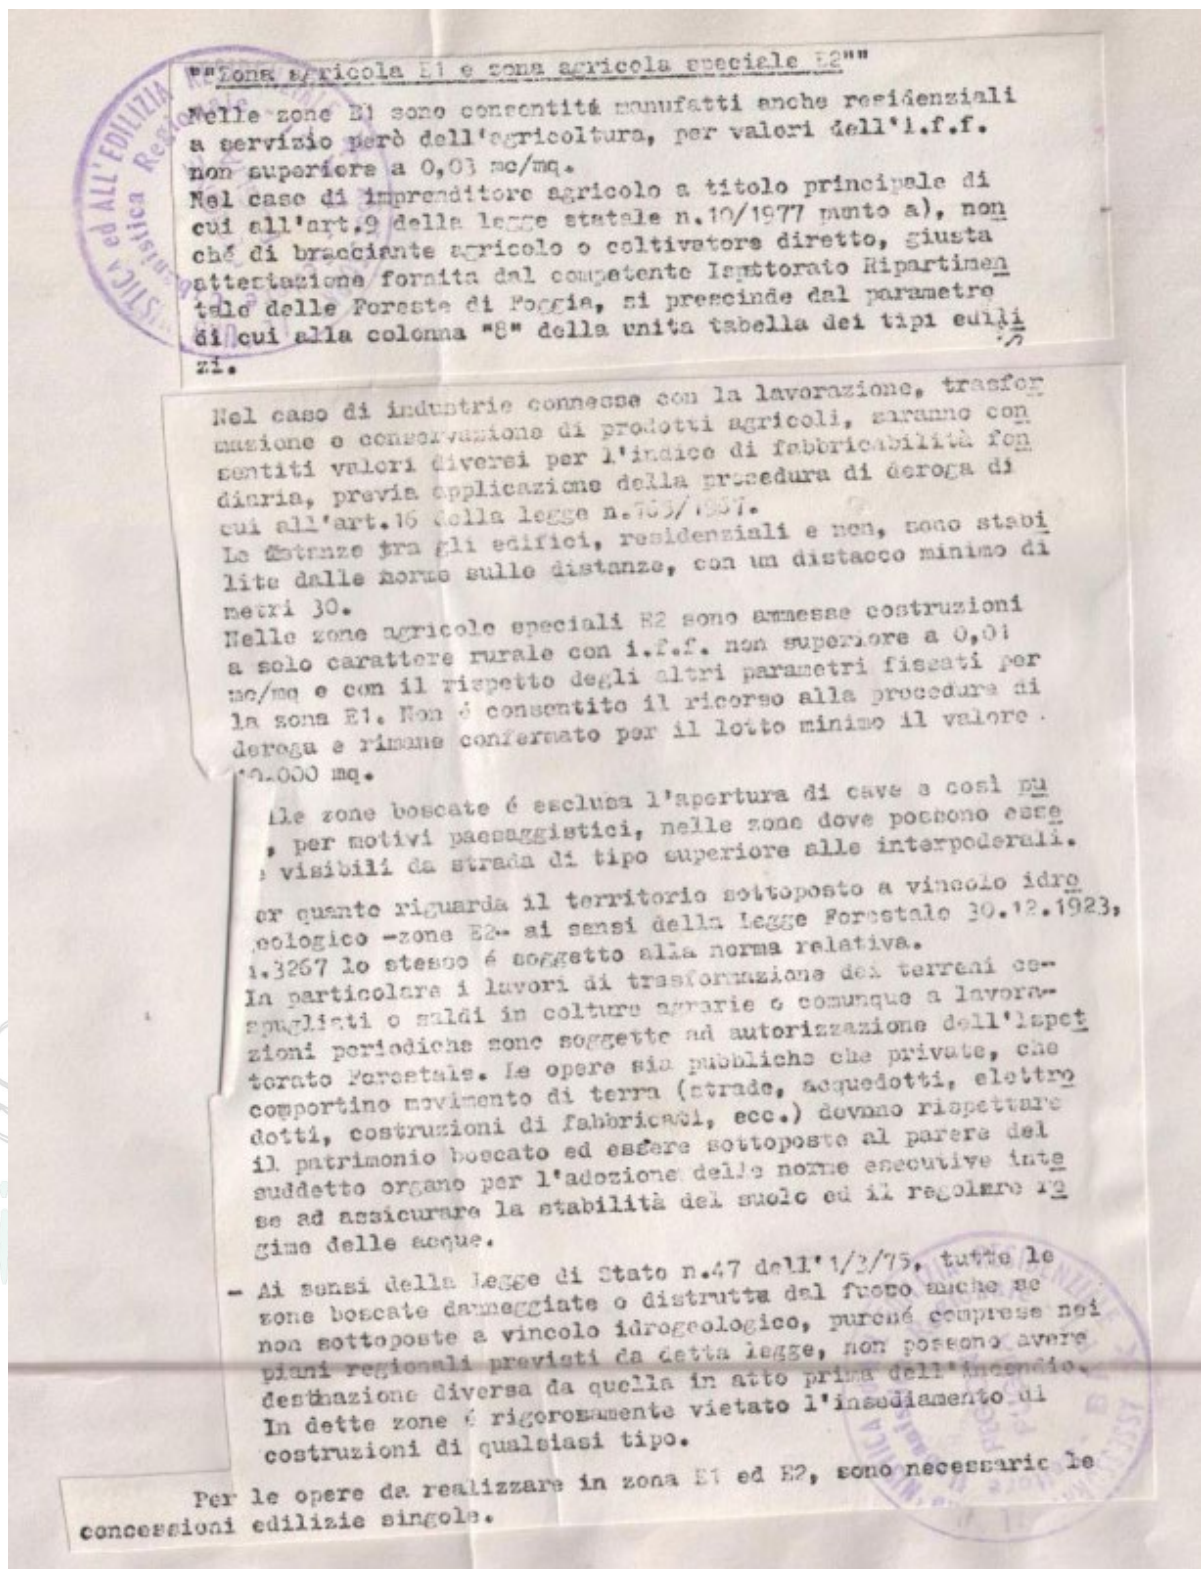 ""Zona agricola E1 e zona agricola speciale E2""
Nelle zone E1 sono consentitá manufatti anche residenziali
a servizio però dell'agricoltura, per valori dell'i.f.f.
non superiore a 0,03 mc/mq.
Nel caso di imprenditore agricolo a titolo principale di
cui all'art.9 della legge statale n.10/1977 punto a), non
ché di bracciante agricolo o coltivatore diretto, giusta
attestazione fornita dal competente Ispttorato Ripartimen
tale delle Foreste di Foggia, si prescinde dal parametro
di cui alla colonna "8" della unita tabella dei tipi edili
zi.
Nel caso di industrie connesse con la lavorazione, trasfor
mazione e conservazione di prodotti agricoli, saranno con
sentiti valori diversi per l'indice di fabbricabilità fon
diaria, previa applicazione della procedura di deroga di
cui all'art.16 della legge
Le distanze tra gli edifici, residenziali e non, sono stabi
lite dalle norme sulle distanze, con un distacco minimo di
metri 30.
Nelle zone agricole speciali E2 sono ammesse costruzioni
a solo carattere rurale con i.f.f. non superiore a 0,01
mc/mq e con il rispetto degli altri parametri fissati per
la zona E1. Non é consentito il ricorso alla procedura di
deroga e rimane confermato per il lotto minimo il valore
10.000 mq.
lle zone boscate é esclusa l'apertura di cave e così pu
, per motivi paesaggistici, nelle zone dove possono esse
e visibili da strada di tipo superiore alle interpoderali.
er quanto riguarda il territorio sottoposto a vincolo idro
eologico -zone E2- ai sensi della Legge Forestale 30.12.1923,
n.3267 lo stesso é soggetto alla norma relativa.
In particolare i lavori di trasformazione dei terreni ce-
spugliati o saldi in colture agrarie o comunque a lavora-
zioni periodiche sono soggette ad autorizzazione dell'Ispet
torato Forestale. Le opere sia pubbliche che private, che
comportino movimento di terra (strade, acquedotti, elettro
dotti, costruzioni di fabbricati, ecc.) devono rispettare
il patrimonio boscato ed essere sottoposte al parere del
suddetto organo per l'adozione delle norme esecutive inte
se ad assicurare la stabilità del suolo ed il regolare re
gime delle acque.
- Ai sensi della Legge di Stato n.47 dell'1/3/75, tutte le
zone boscate danneggiate o distrutte dal fuoco anche se
non sottoposte a vincolo idrogeologico, purché comprese nei
piani regionali previsti da detta legge, non possono avere
destinazione diversa da quella in atto prima dell'incendio.
In dette zone é rigorosamente vietato l'insediamento di
costruzioni di qualsiasi tipo.
Per le opere da realizzare in zona E1 ed E2, sono necessarie le
concessioni edilizie singole.
ed ALL'EDILIZIA